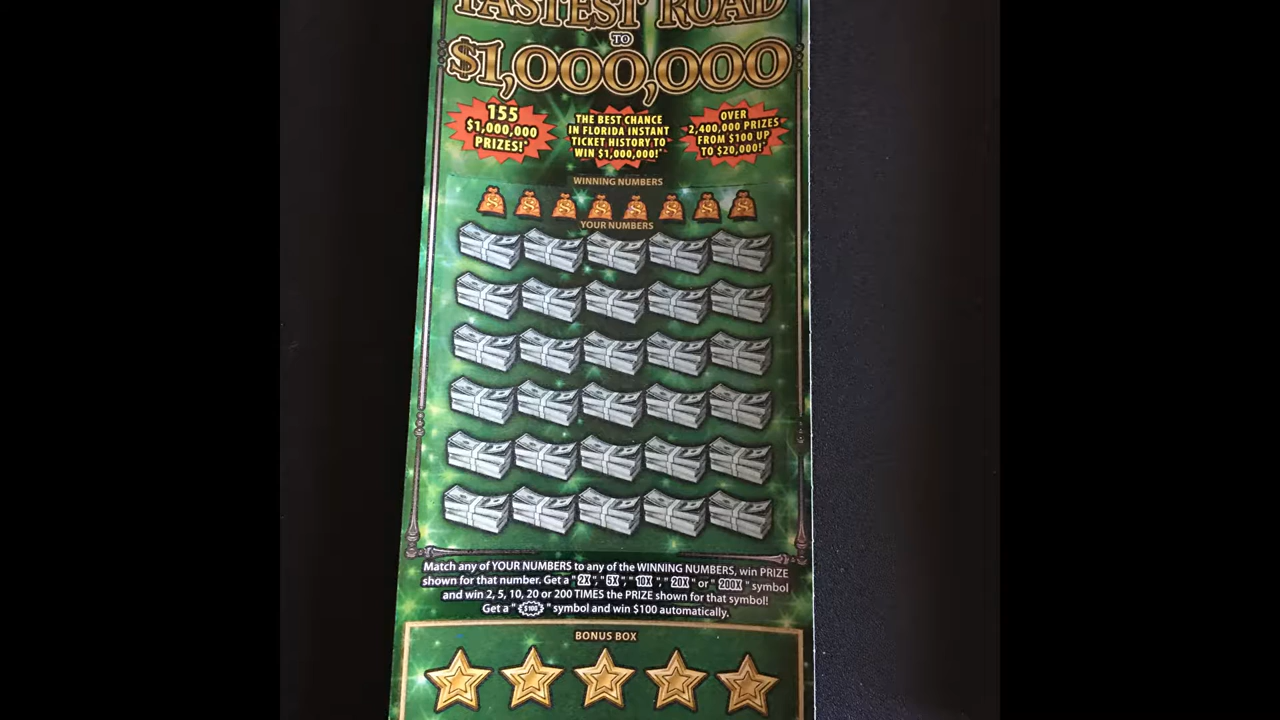 FASTEST ROAD
TO
$1,000,000
155
$1,000,000
PRIZES!*
THE BEST CHANCE
IN FLORIDA INSTANT
TICKET HISTORY TO
WIN $1,000,000!*
OVER
2,400,000 PRIZES
FROM $100 UP
TO $20,000!*
WINNING NUMBERS
YOUR NUMBERS
Match any of YOUR NUMBERS to any of the WINNING NUMBERS, win PRIZE
shown for that number. Get a "2X", "5X", "10X", "20X" or "200X" symbol
and win 2, 5, 10, 20 or 200 TIMES the PRIZE shown for that symbol!
Get a "$100" symbol and win $100 automatically.
BONUS BOX